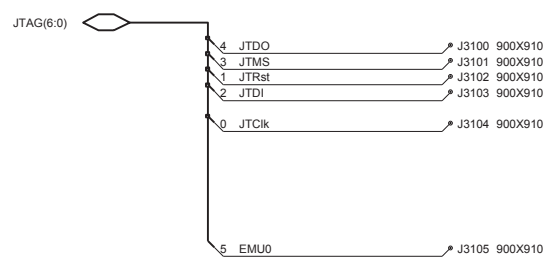 JTAG(6:0)
4 JTDO J3100 900X910
3 JTMS J3101 900X910
1 JTRst J3102 900X910
2 JTDI J3103 900X910
0 JTClk J3104 900X910
5 EMU0 J3105 900X910